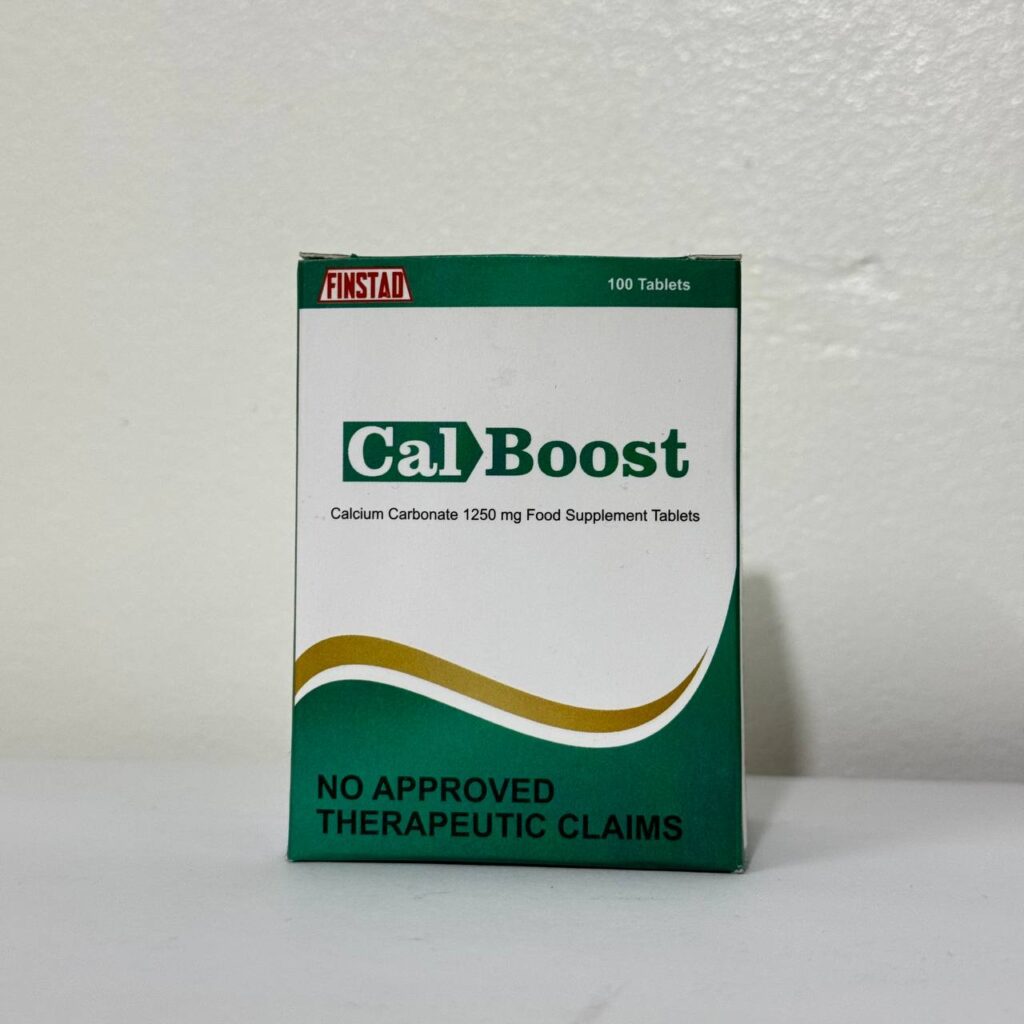 FINSTAD
100 Tablets
Cal Boost
Calcium Carbonate 1250 mg Food Supplement Tablets
NO APPROVED
THERAPEUTIC CLAIMS